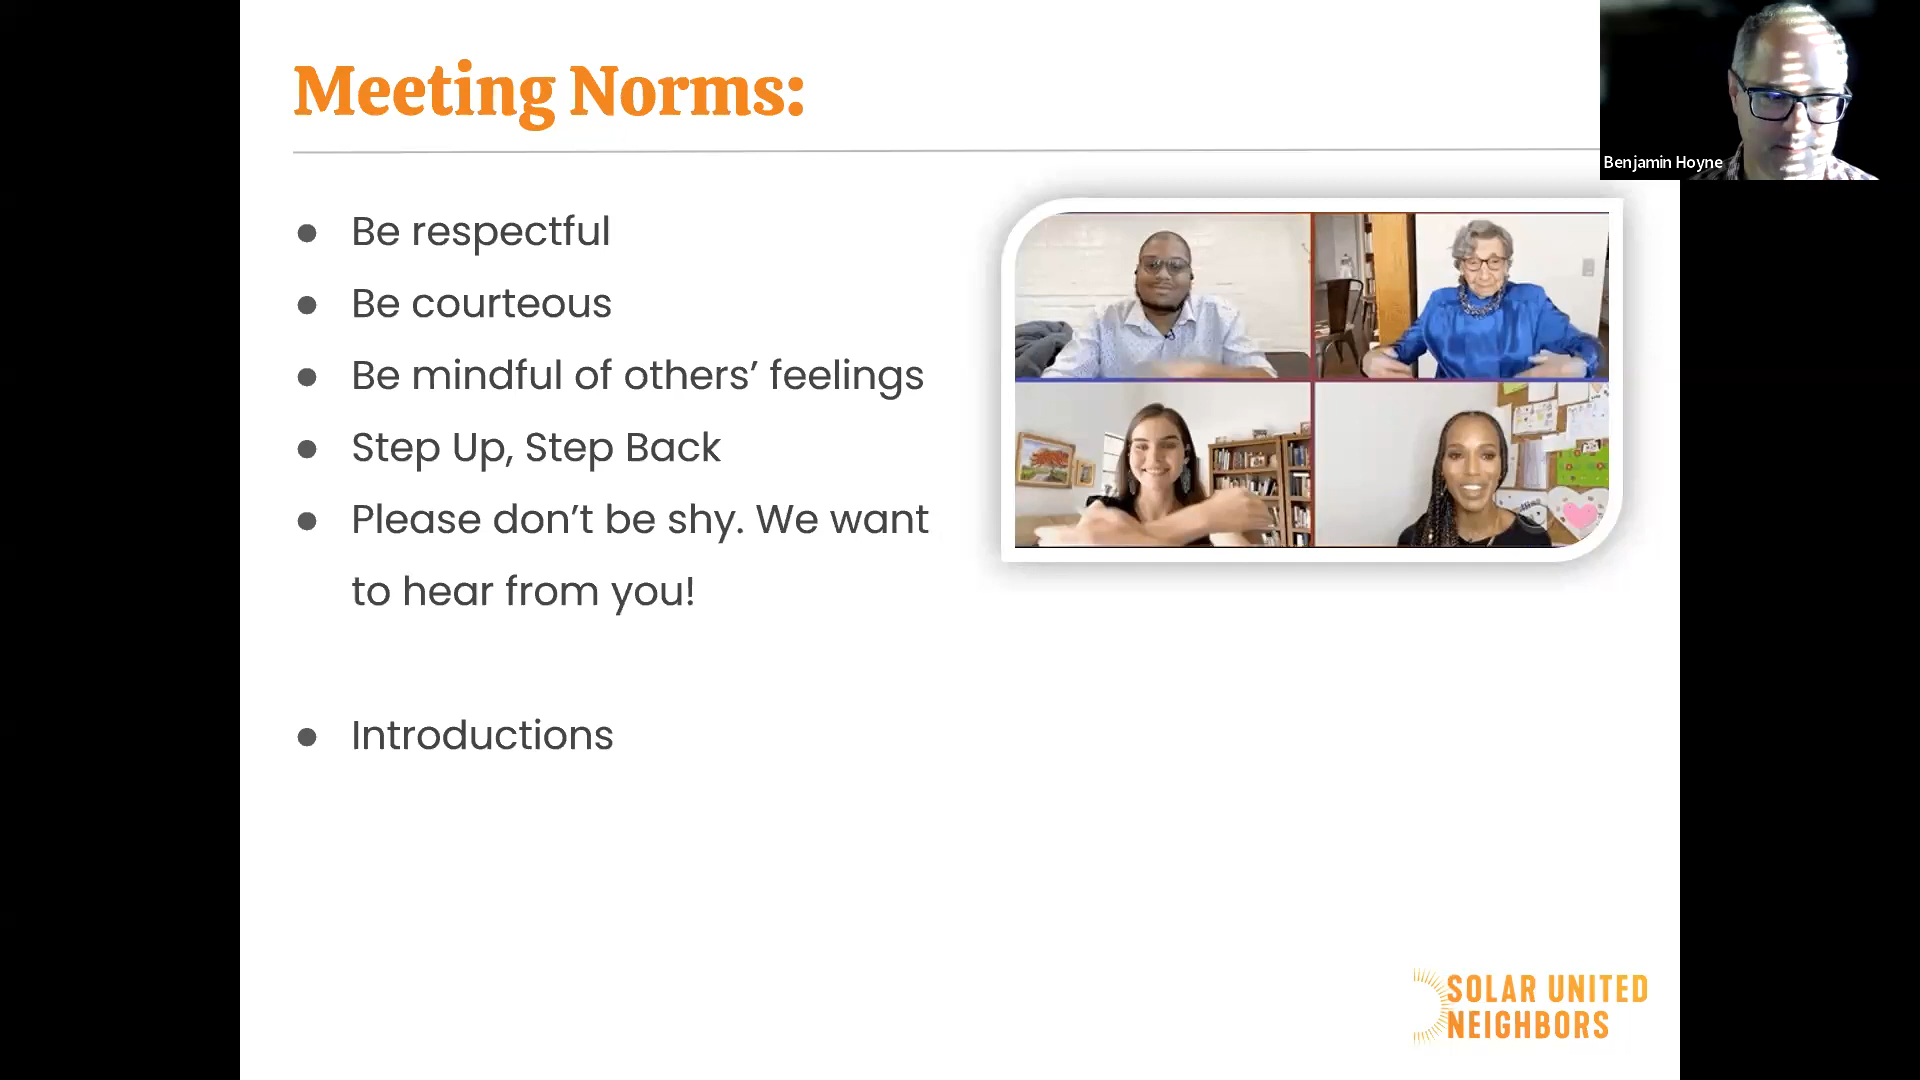 Meeting Norms:
Benjamin Hoyne
● Be respectful
● Be courteous
● Be mindful of others’ feelings
● Step Up, Step Back
● Please don’t be shy. We want
to hear from you!
● Introductions
SOLAR UNITED
NEIGHBORS